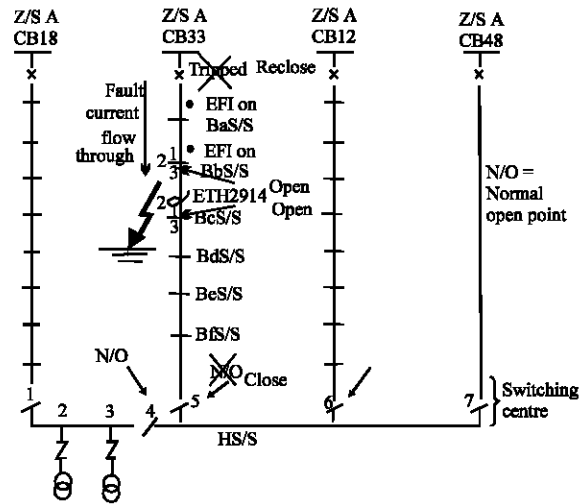 Z/S A Z/S A Z/S A Z/S A
CB18 CB33 CB12 CB48
Tripped Reclose
Fault
current
flow
through
EFI on
BaS/S
1 EFI on
2
3 BbS/S
Open
2 ETH2914
Open
1
3 BcS/S
BdS/S
BeS/S
BfS/S
N/O =
Normal
open point
N/O N/O
Close
1 5 6 7
2 3 4
Switching
centre
HS/S